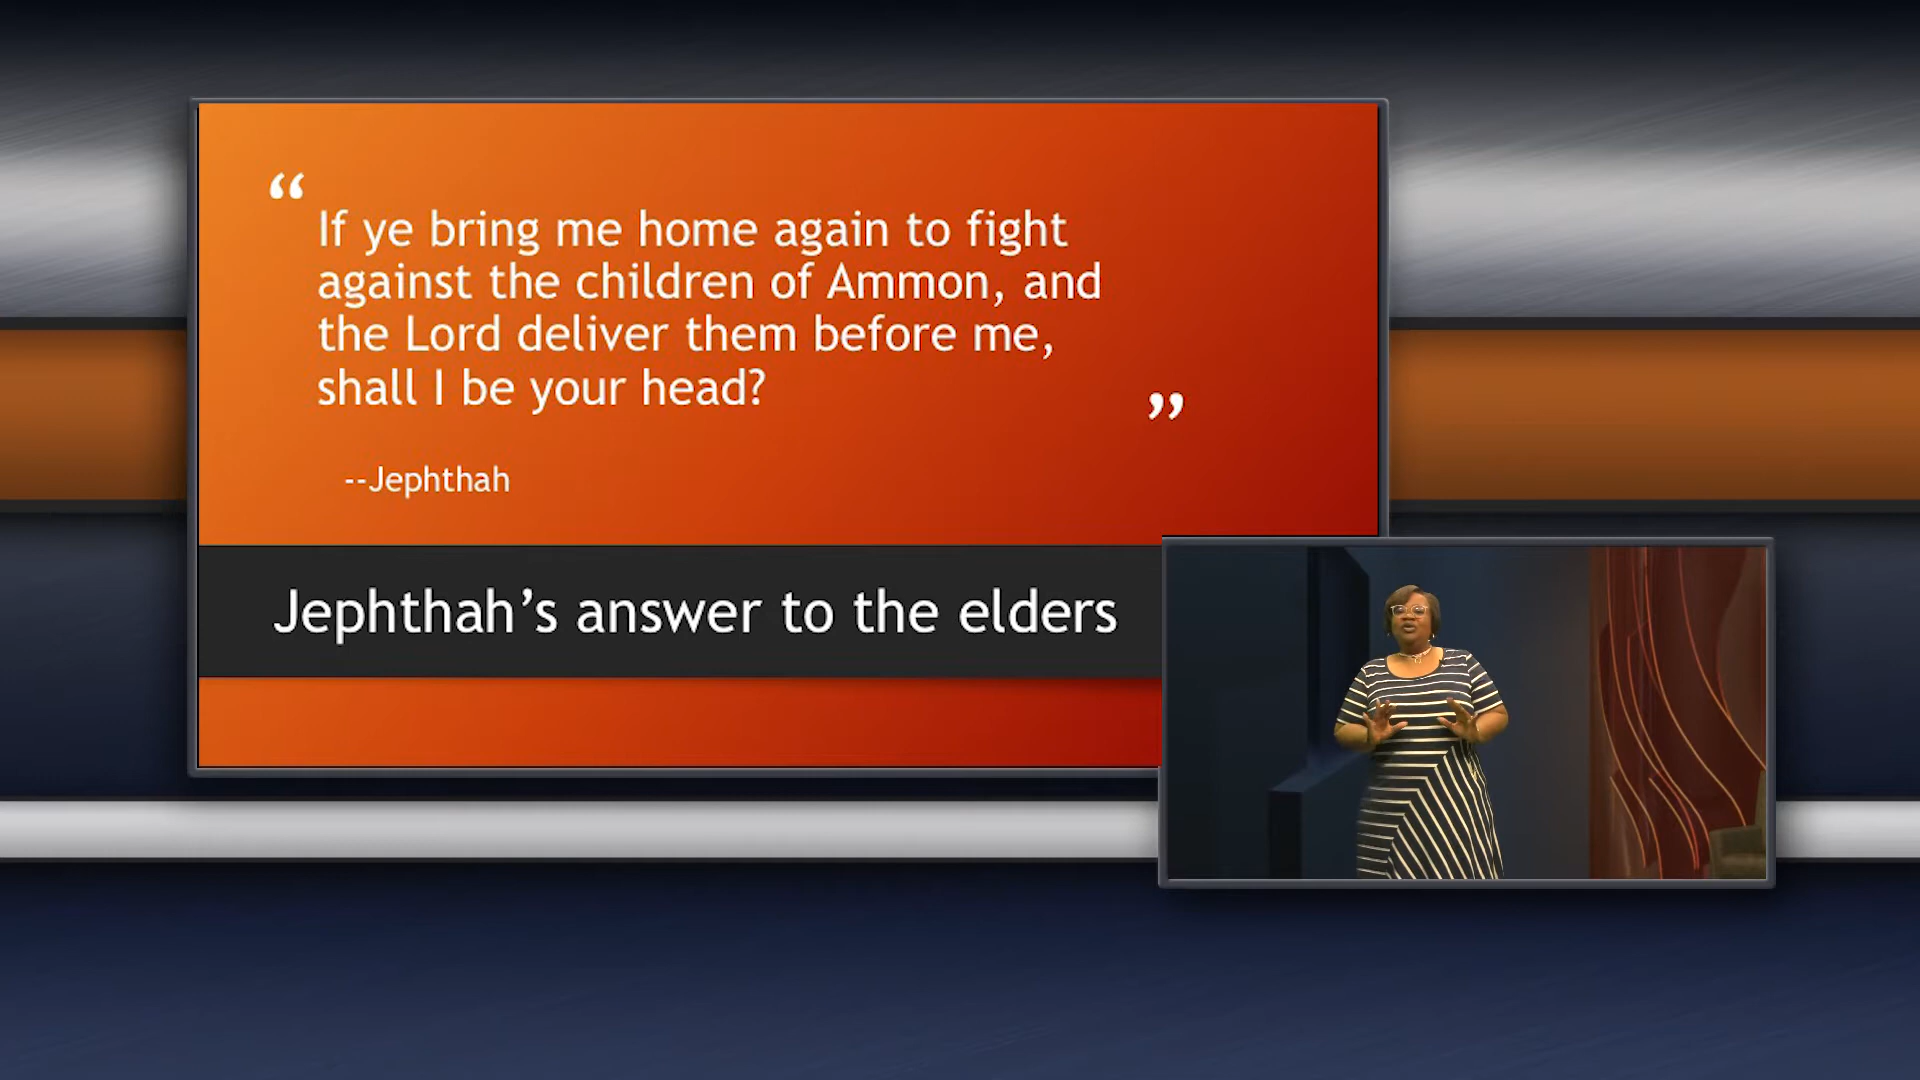 “
If ye bring me home again to fight
against the children of Ammon, and
the Lord deliver them before me,
shall I be your head?
”
--Jephthah
Jephthah’s answer to the elders